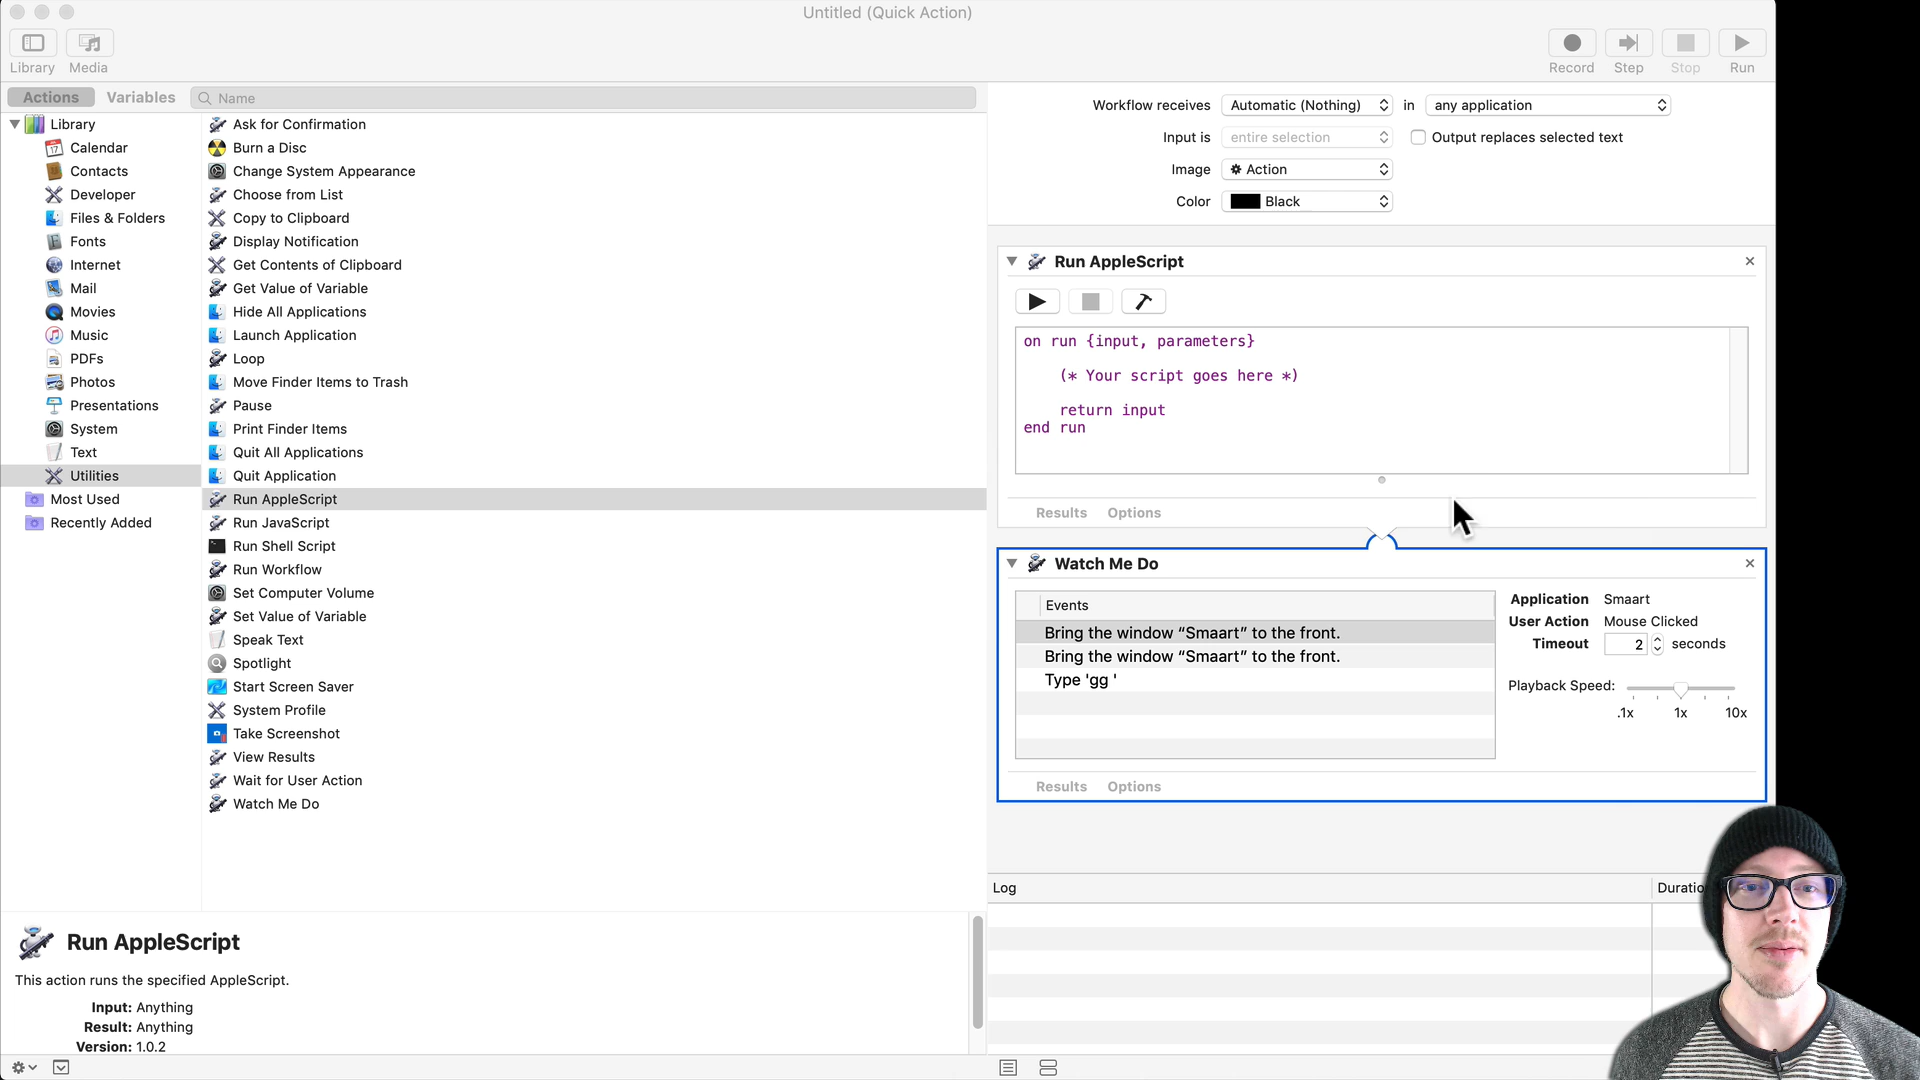 Untitled (Quick Action)
Library
Media
Record
Step
Stop
Run
Actions
Variables
Name
Library
Calendar
Contacts
Developer
Files & Folders
Fonts
Internet
Mail
Movies
Music
PDFs
Photos
Presentations
System
Text
Utilities
Most Used
Recently Added
Ask for Confirmation
Burn a Disc
Change System Appearance
Choose from List
Copy to Clipboard
Display Notification
Get Contents of Clipboard
Get Value of Variable
Hide All Applications
Launch Application
Loop
Move Finder Items to Trash
Pause
Print Finder Items
Quit All Applications
Quit Application
Run AppleScript
Run JavaScript
Run Shell Script
Run Workflow
Set Computer Volume
Set Value of Variable
Speak Text
Spotlight
Start Screen Saver
System Profile
Take Screenshot
View Results
Wait for User Action
Watch Me Do
Run AppleScript
This action runs the specified AppleScript.
Input: Anything
Result: Anything
Version: 1.0.2
Workflow receives Automatic (Nothing) in any application
Input is entire selection Output replaces selected text
Image Action
Color Black
Run AppleScript
on run {input, parameters}
(* Your script goes here *)
return input
end run
Results Options
Watch Me Do
Events
Bring the window “Smaart” to the front.
Bring the window “Smaart” to the front.
Type 'gg '
Application Smaart
User Action Mouse Clicked
Timeout 2 seconds
Playback Speed:
.1x 1x 10x
Results Options
Log
Duratio